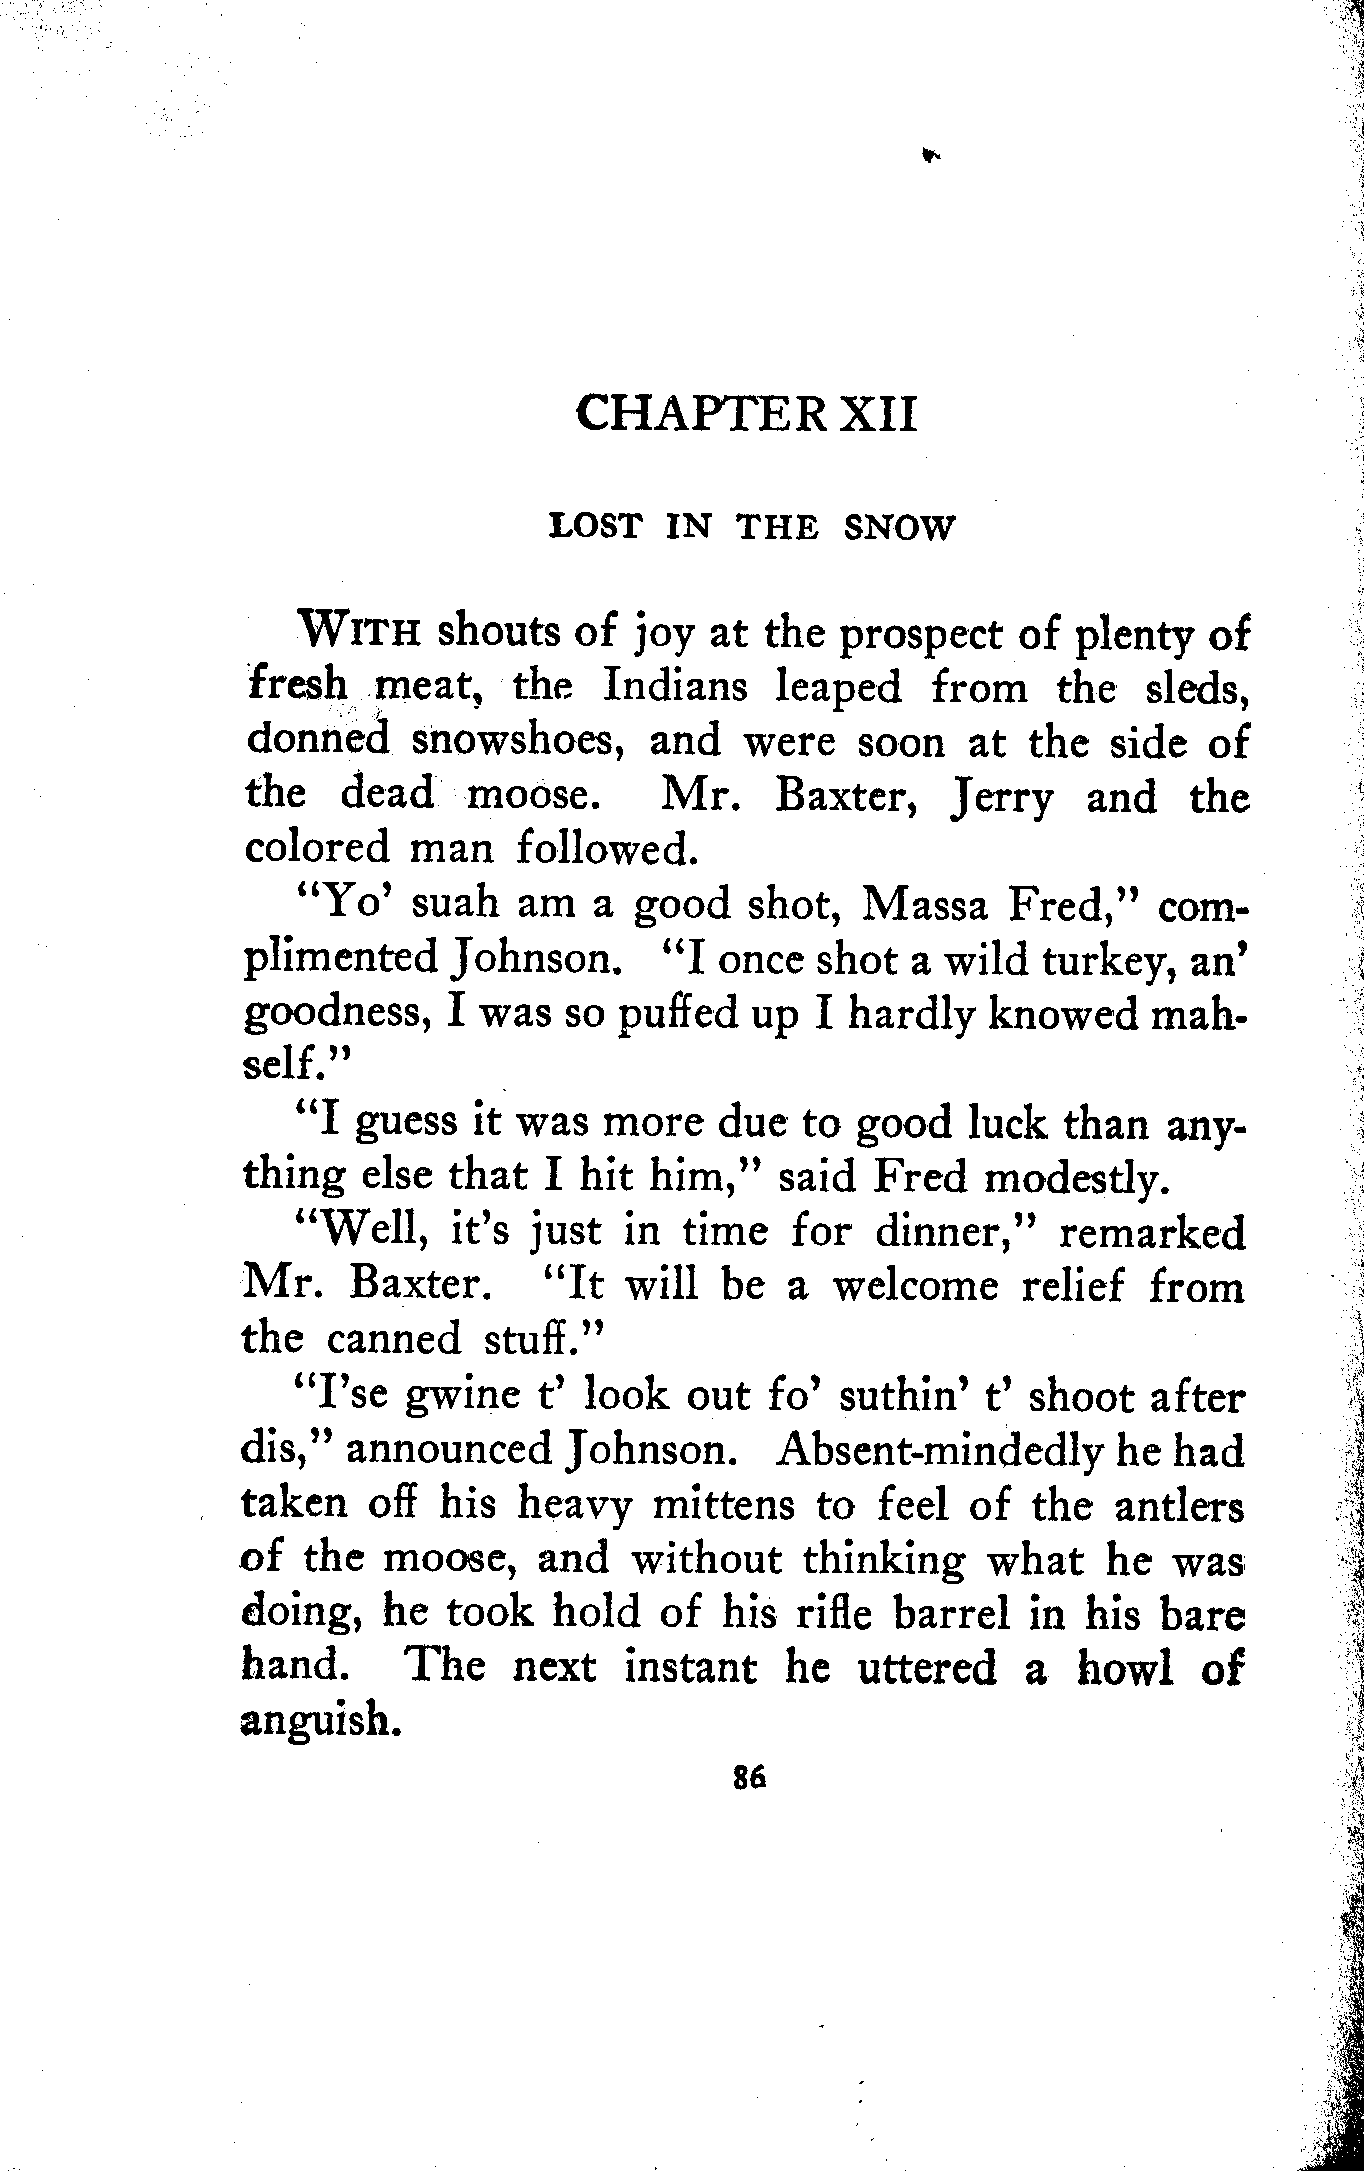 CHAPTER XII
LOST IN THE SNOW
WITH shouts of joy at the prospect of plenty of
fresh meat, the Indians leaped from the sleds,
donned snowshoes, and were soon at the side of
the dead moose. Mr. Baxter, Jerry and the
colored man followed.
"Yo' suah am a good shot, Massa Fred," com-
plimented Johnson. "I once shot a wild turkey, an'
goodness, I was so puffed up I hardly knowed mah-
self."
"I guess it was more due to good luck than any-
thing else that I hit him," said Fred modestly.
"Well, it's just in time for dinner," remarked
Mr. Baxter. "It will be a welcome relief from
the canned stuff."
"I'se gwine t' look out fo' suthin' t' shoot after
dis," announced Johnson. Absent-mindedly he had
taken off his heavy mittens to feel of the antlers
of the moose, and without thinking what he was
doing, he took hold of his rifle barrel in his bare
hand. The next instant he uttered a howl of
anguish.
86